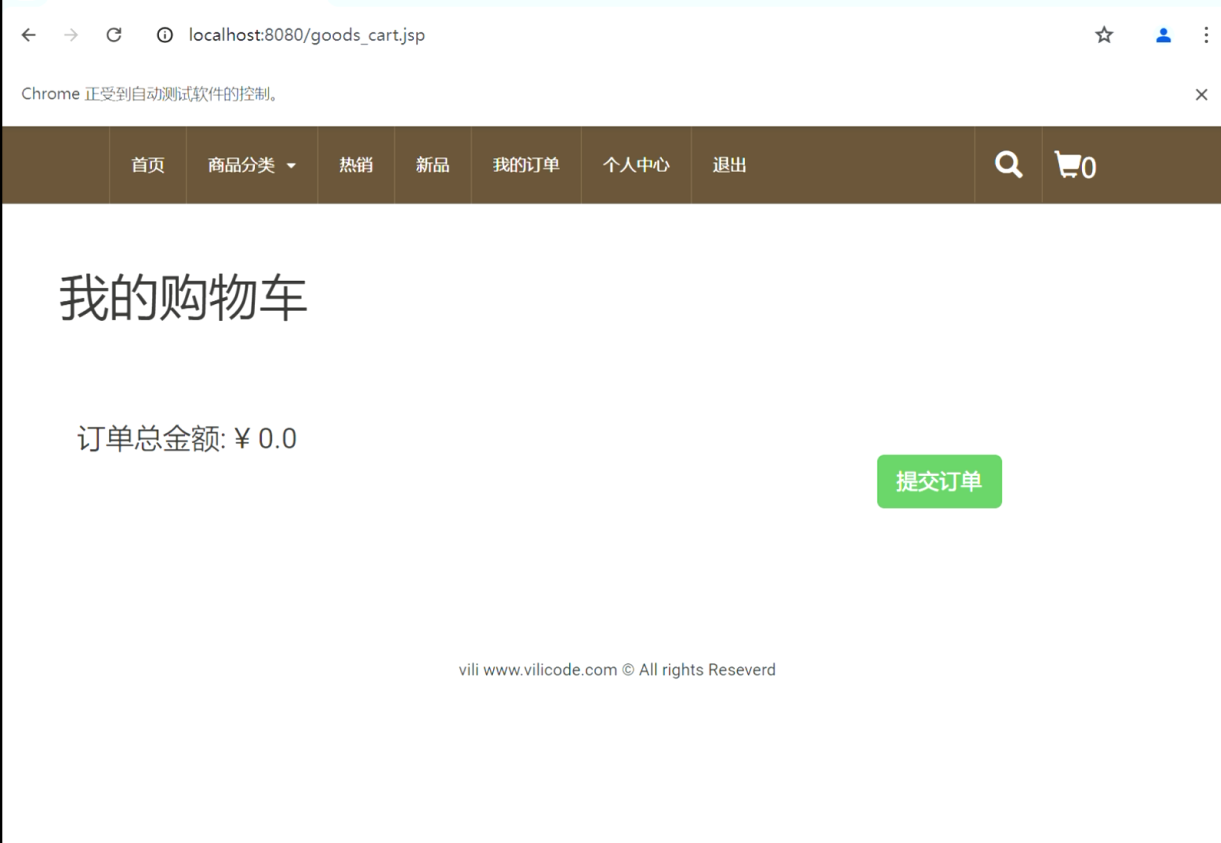 localhost:8080/goods_cart.jsp
Chrome 正受到自动测试软件的控制。
首页 商品分类 热销 新品 我的订单 个人中心 退出 0
我的购物车
订单总金额: ¥ 0.0
提交订单
vili www.vilicode.com © All rights Reseverd